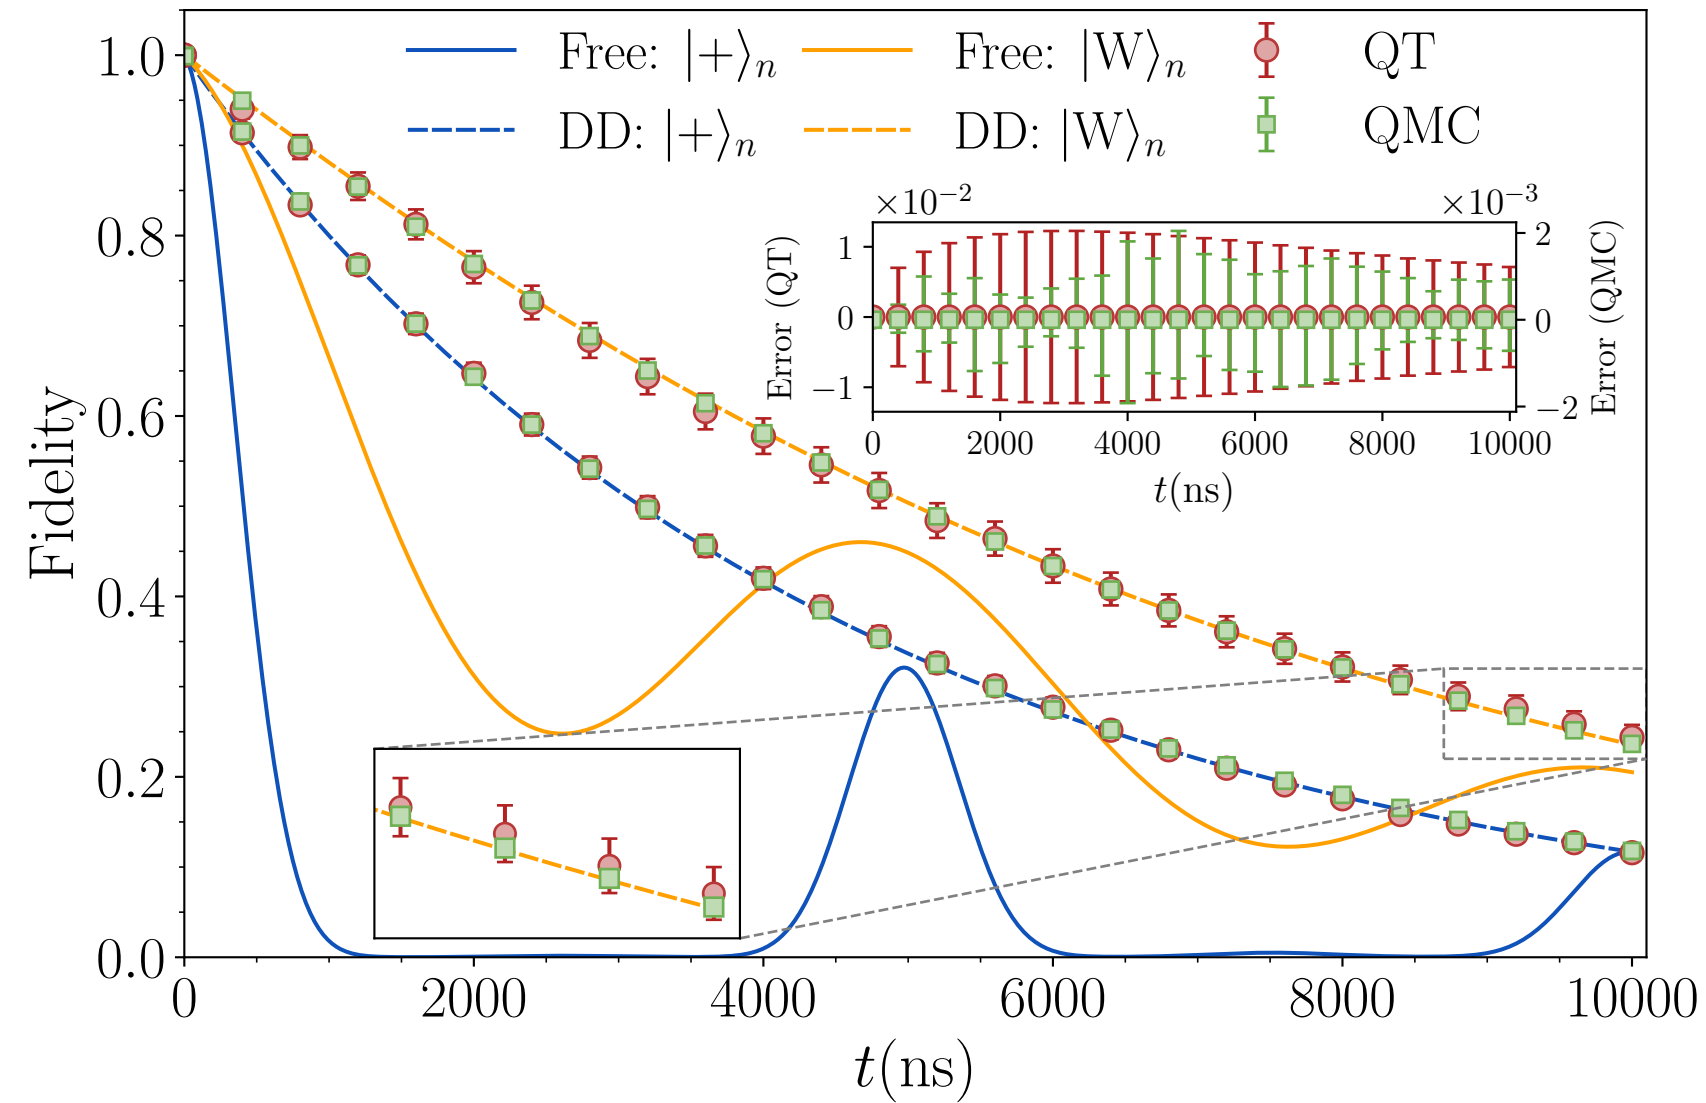 Free: |+⟩n
Free: |W⟩n
QT
DD: |+⟩n
DD: |W⟩n
QMC
Fidelity
1.0
0.8
0.6
0.4
0.2
0.0
0
2000
4000
6000
8000
10000
t(ns)
×10−2
×10−3
Error (QT)
1
0
−1
2
0
−2
Error (QMC)
0
2000
4000
6000
8000
10000
t(ns)